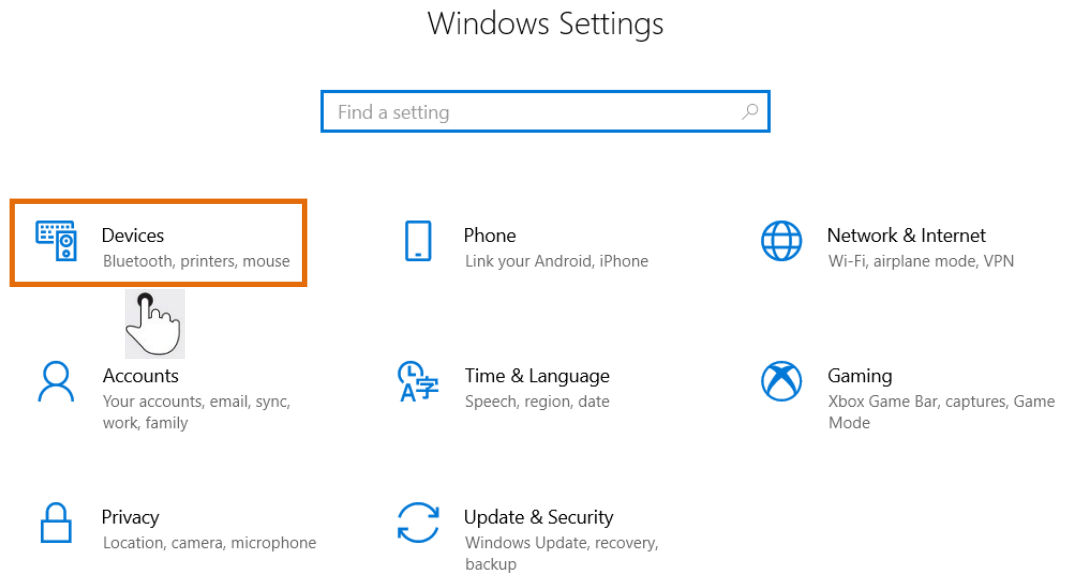 Windows Settings
Find a setting
Devices
Bluetooth, printers, mouse
Phone
Link your Android, iPhone
Network & Internet
Wi-Fi, airplane mode, VPN
Accounts
Your accounts, email, sync,
work, family
Time & Language
Speech, region, date
Gaming
Xbox Game Bar, captures, Game
Mode
Privacy
Location, camera, microphone
Update & Security
Windows Update, recovery,
backup